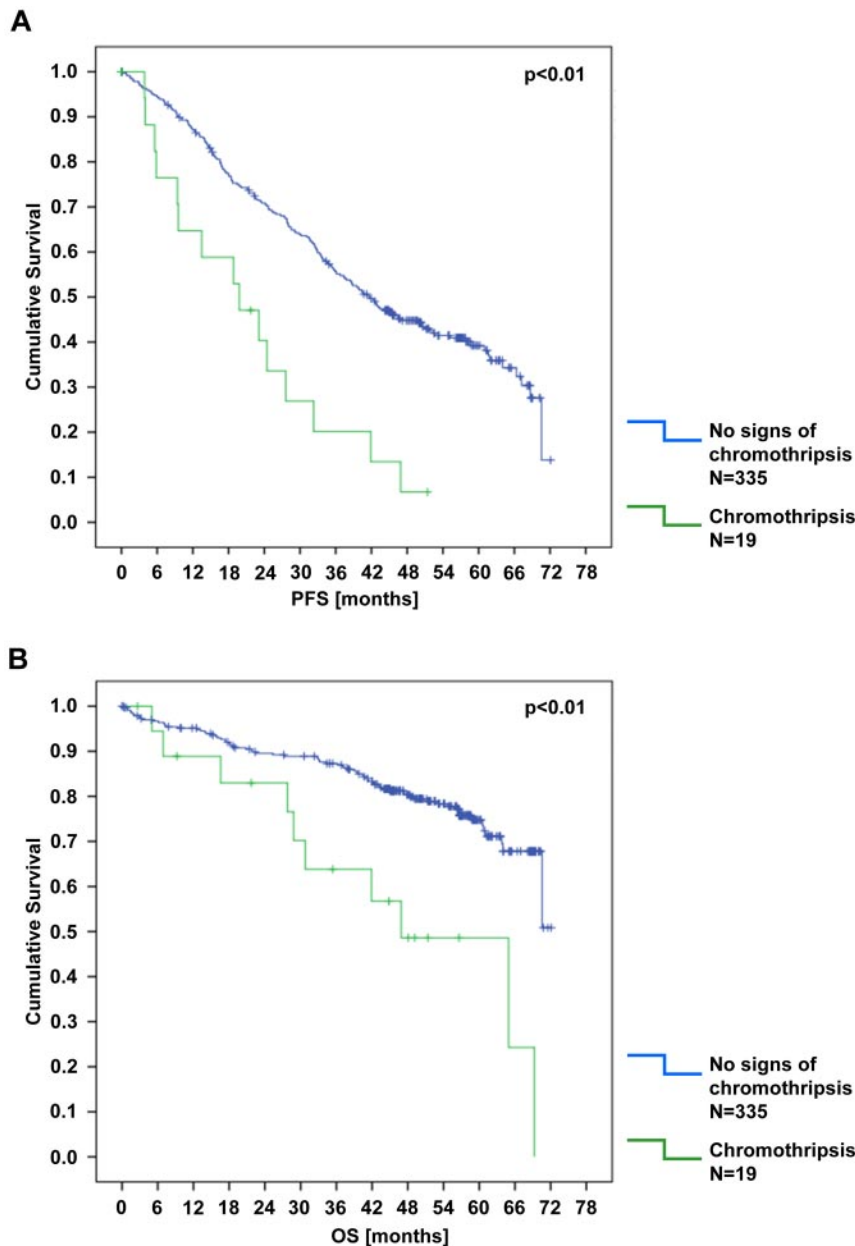 A
p<0.01
1.0
0.9
0.8
0.7
0.6
0.5
0.4
0.3
0.2
0.1
0.0
Cumulative Survival
0 6 12 18 24 30 36 42 48 54 60 66 72 78
PFS [months]
No signs of
chromothripsis
N=335
Chromothripsis
N=19
B
p<0.01
1.0
0.9
0.8
0.7
0.6
0.5
0.4
0.3
0.2
0.1
0.0
Cumulative Survival
0 6 12 18 24 30 36 42 48 54 60 66 72 78
OS [months]
No signs of
chromothripsis
N=335
Chromothripsis
N=19